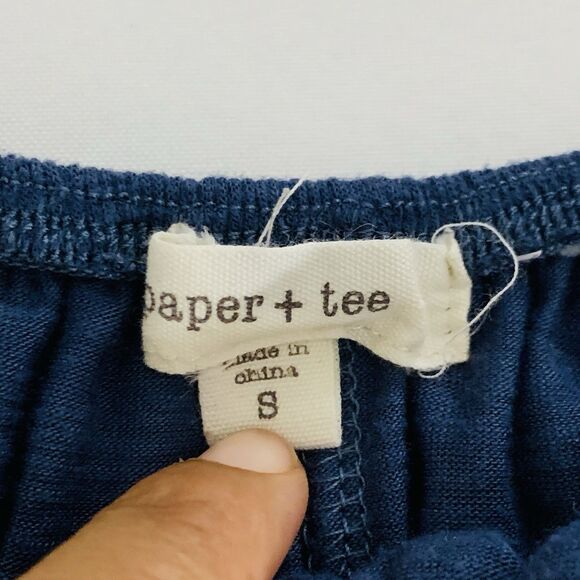 paper + tee
made in
china
S